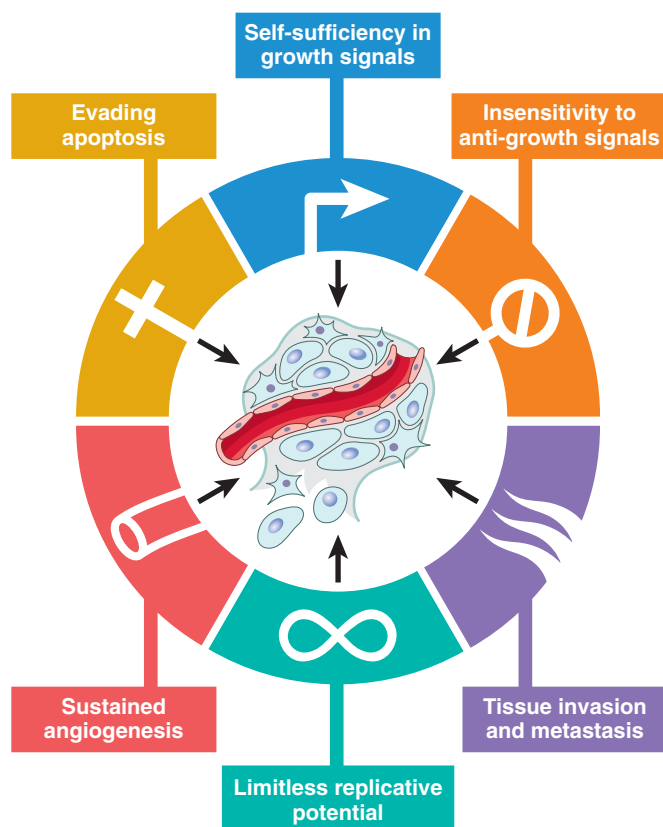 Self-sufficiency in
growth signals
Evading
apoptosis
Insensitivity to
anti-growth signals
Sustained
angiogenesis
Tissue invasion
and metastasis
Limitless replicative
potential